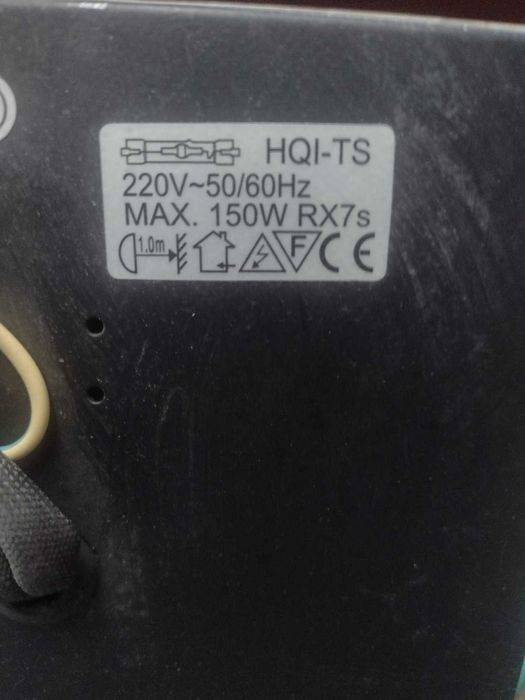 HQI-TS
220V~50/60Hz
MAX. 150W RX7s
1.0m F CE